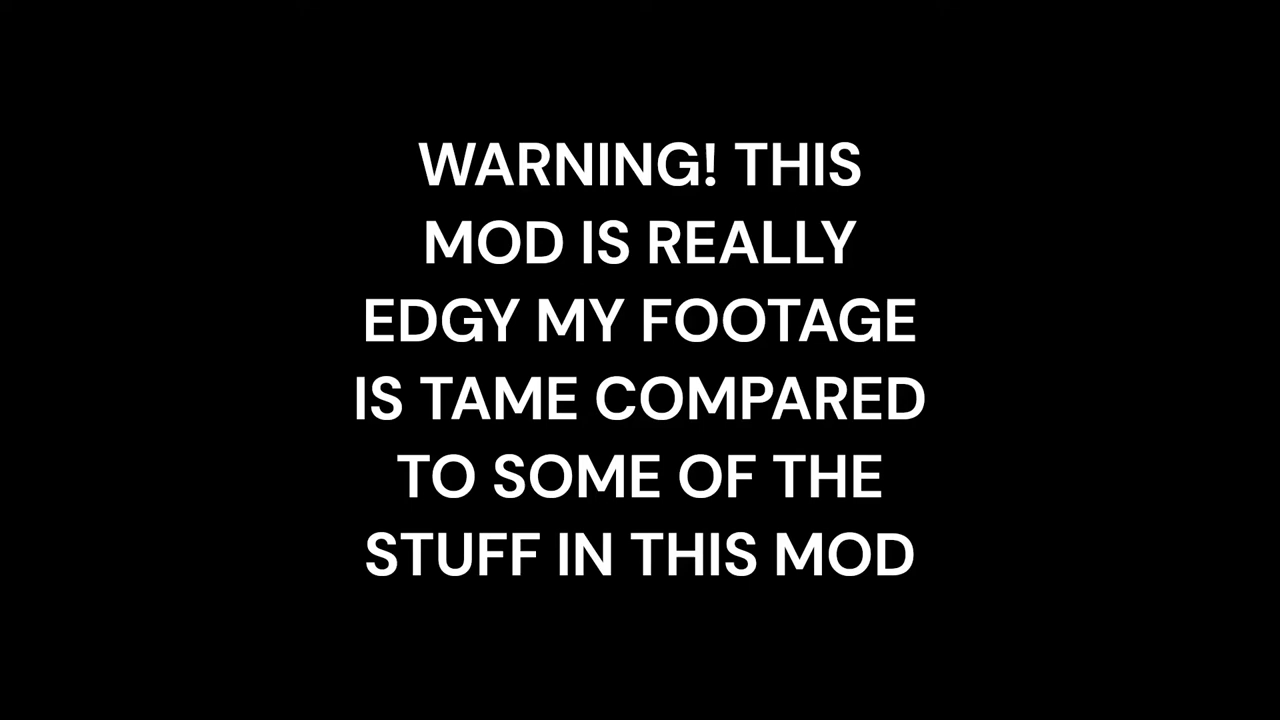 WARNING! THIS
MOD IS REALLY
EDGY MY FOOTAGE
IS TAME COMPARED
TO SOME OF THE
STUFF IN THIS MOD